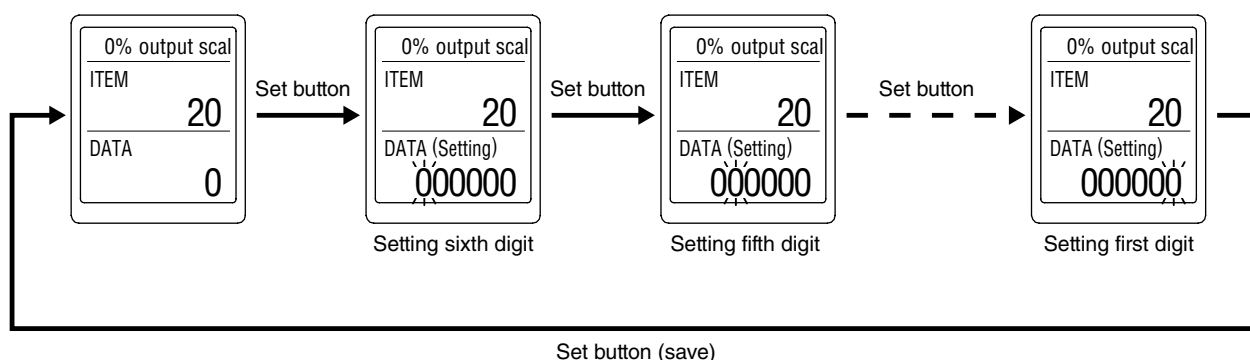 0% output scal
ITEM
20
DATA
0
Set button
0% output scal
ITEM
20
DATA (Setting)
000000
Setting sixth digit
Set button
0% output scal
ITEM
20
DATA (Setting)
000000
Setting fifth digit
Set button
0% output scal
ITEM
20
DATA (Setting)
000000
Setting first digit
Set button (save)